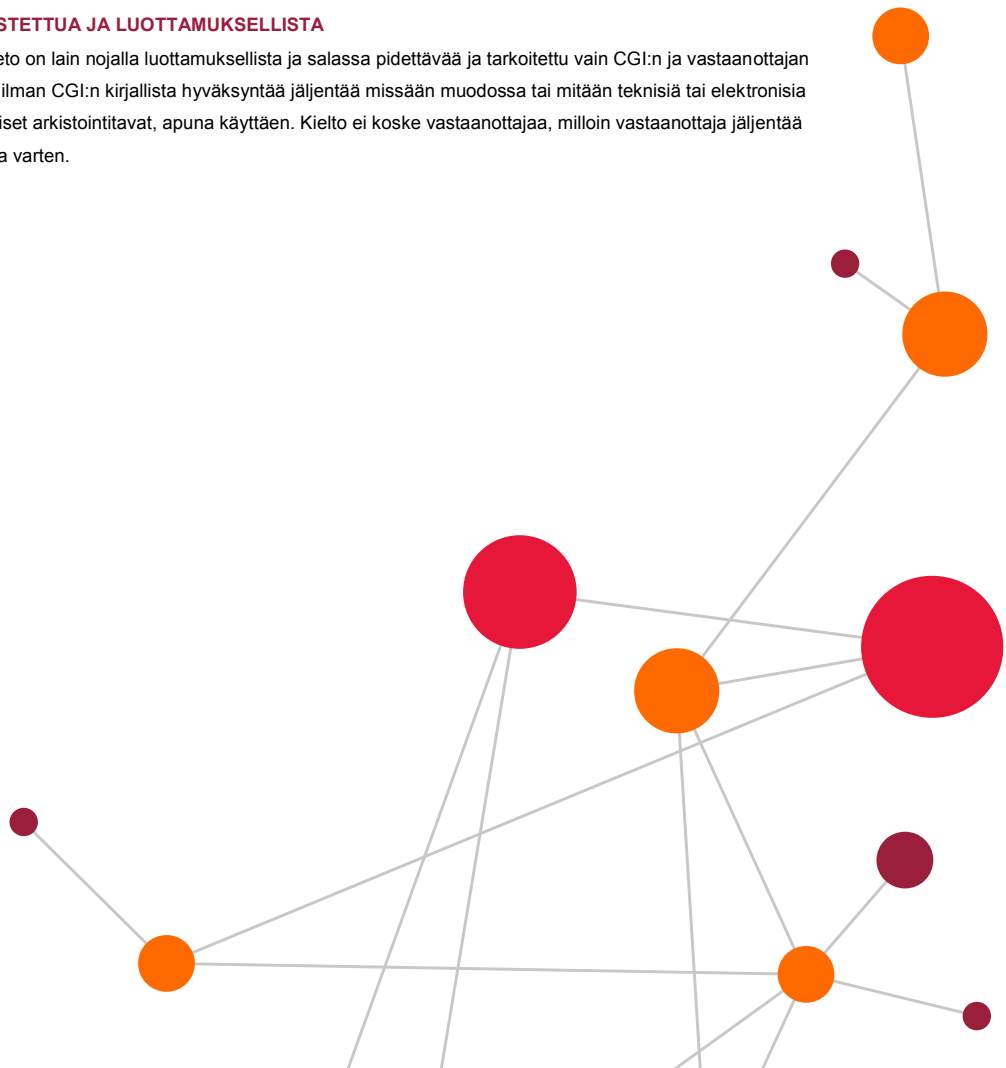 STETTUA JA LUOTTAMUKSELLISTA
eto on lain nojalla luottamuksellista ja salassa pidettävää ja tarkoitettu vain CGI:n ja vastaanottajan
ilman CGI:n kirjallista hyväksyntää jäljentää missään muodossa tai mitään teknisiä tai elektronisia
iset arkistointitavat, apuna käyttäen. Kielto ei koske vastaanottajaa, milloin vastaanottaja jäljentää
a varten.